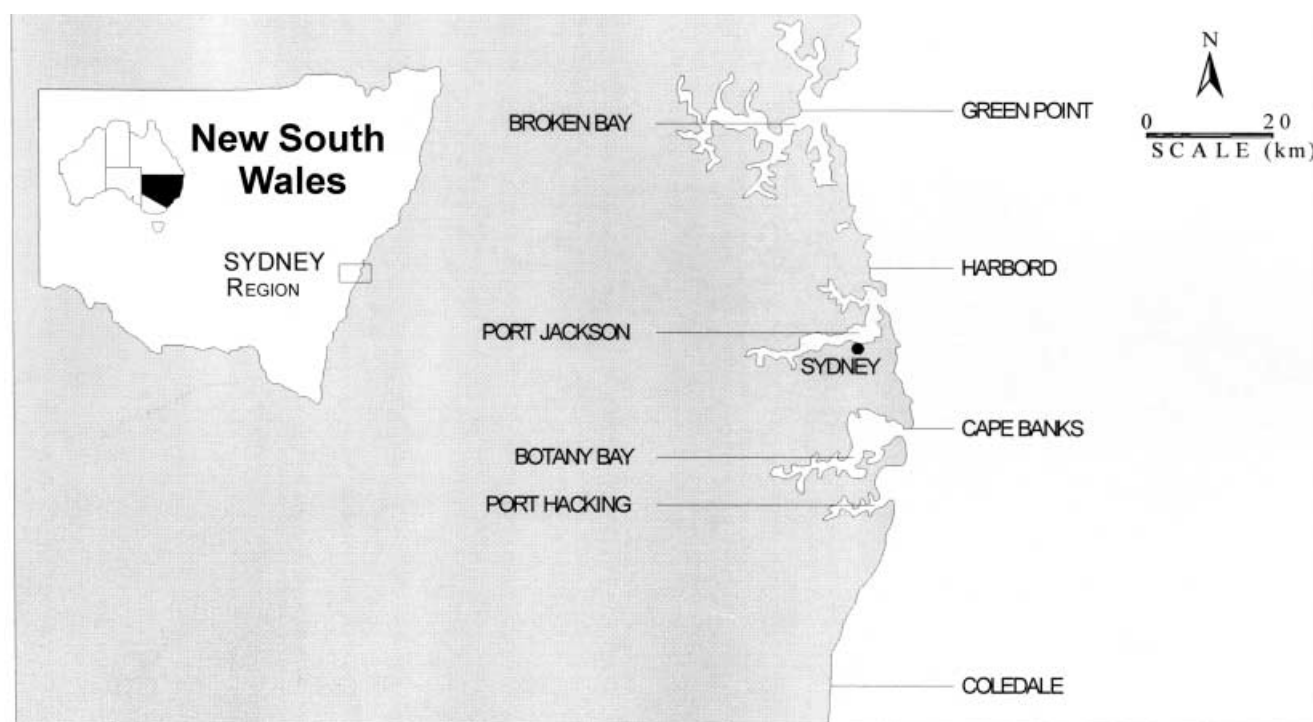 N
0 20
SCALE (km)
New South
Wales
SYDNEY
REGION
BROKEN BAY
GREEN POINT
HARBORD
PORT JACKSON
SYDNEY
CAPE BANKS
BOTANY BAY
PORT HACKING
COLEDALE